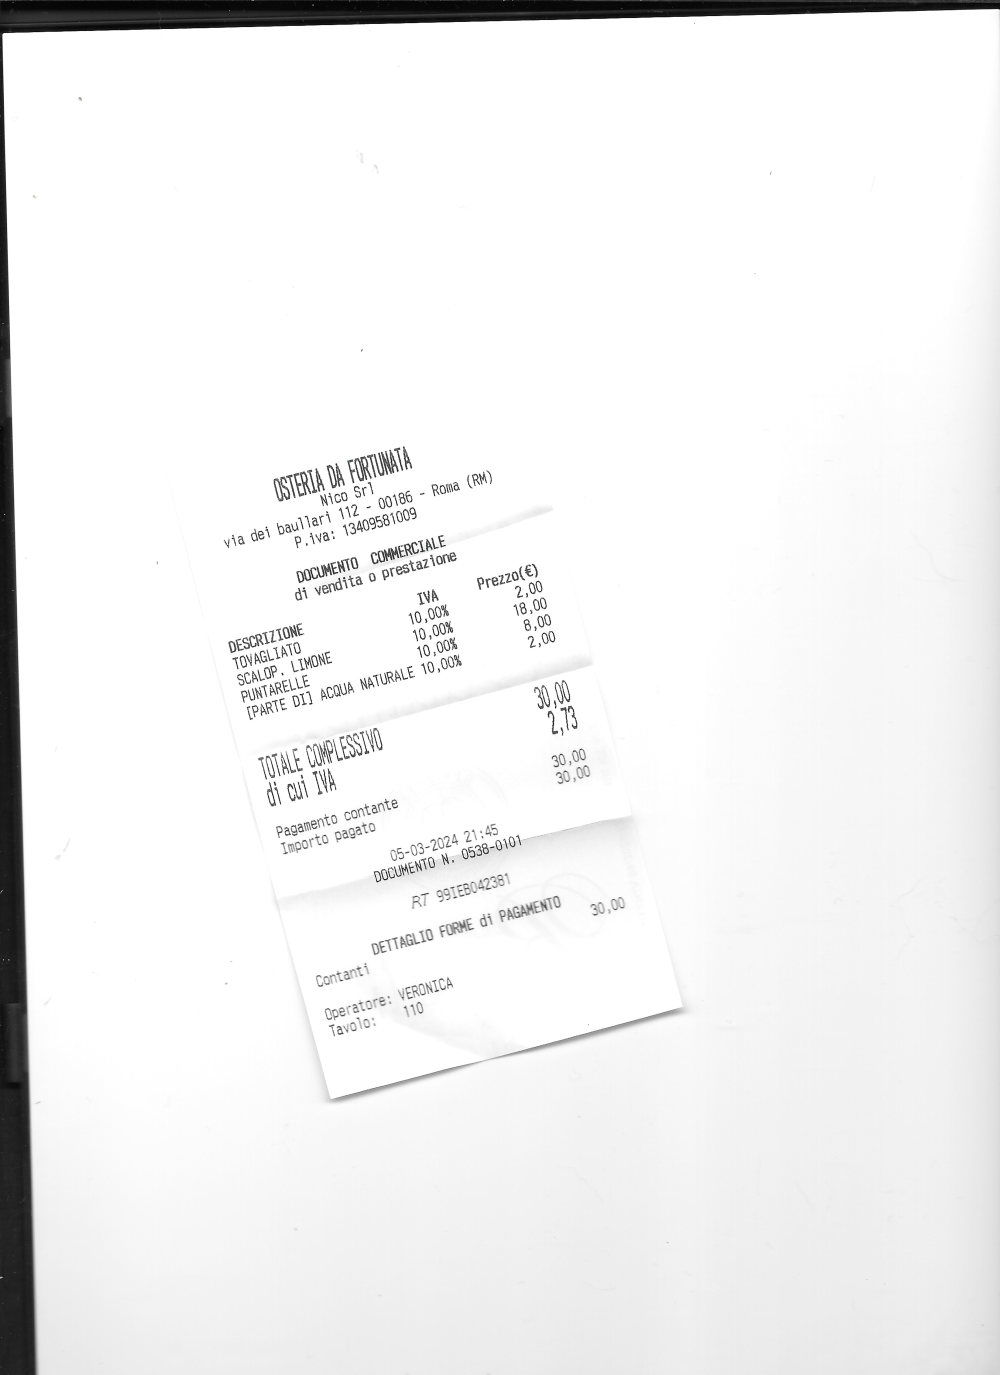 OSTERIA DA FORTUNATA
Nico Srl
via dei baullari 112 - 00186 - Roma (RM)
P.iva: 13409581009
DOCUMENTO COMMERCIALE
di vendita o prestazione
DESCRIZIONE IVA Prezzo(€)
TOVAGLIATO 10,00% 2,00
SCALOP. LIMONE 10,00% 18,00
PUNTARELLE 10,00% 8,00
[PARTE DI] ACQUA NATURALE 10,00% 2,00
TOTALE COMPLESSIVO 30,00
di cui IVA 2,73
Pagamento contante 30,00
Importo pagato 30,00
05-03-2024 21:45
DOCUMENTO N. 0538-0101
RT 99IEB042381
DETTAGLIO FORME di PAGAMENTO
Contanti 30,00
Operatore: VERONICA
Tavolo: 110